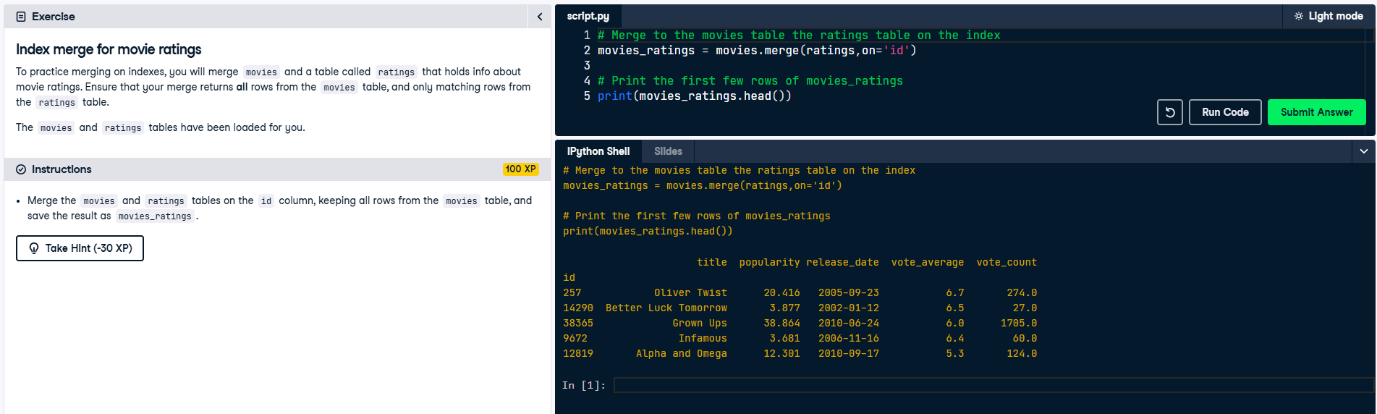 Exercise
Index merge for movie ratings
To practice merging on indexes, you will merge movies and a table called ratings that holds info about
movie ratings. Ensure that your merge returns all rows from the movies table, and only matching rows from
the ratings table.
The movies and ratings tables have been loaded for you.
Instructions
100 XP
• Merge the movies and ratings tables on the id column, keeping all rows from the movies table, and
save the result as movies_ratings .
Take Hint (-30 XP)
script.py
Light mode
1 # Merge to the movies table the ratings table on the index
2 movies_ratings = movies.merge(ratings,on='id')
3
4 # Print the first few rows of movies_ratings
5 print(movies_ratings.head())
Run Code
Submit Answer
IPython Shell Slides
# Merge to the movies table the ratings table on the index
movies_ratings = movies.merge(ratings,on='id')
# Print the first few rows of movies_ratings
print(movies_ratings.head())
title popularity release_date vote_average vote_count
id
257 Oliver Twist 20.416 2005-09-23 6.7 274.0
14290 Better Luck Tomorrow 3.877 2002-01-12 6.5 27.0
38365 Grown Ups 38.864 2010-06-24 6.0 1705.0
9672 Infamous 3.681 2006-11-16 6.4 60.0
12819 Alpha and Omega 12.301 2010-09-17 5.3 124.0
In [1]: